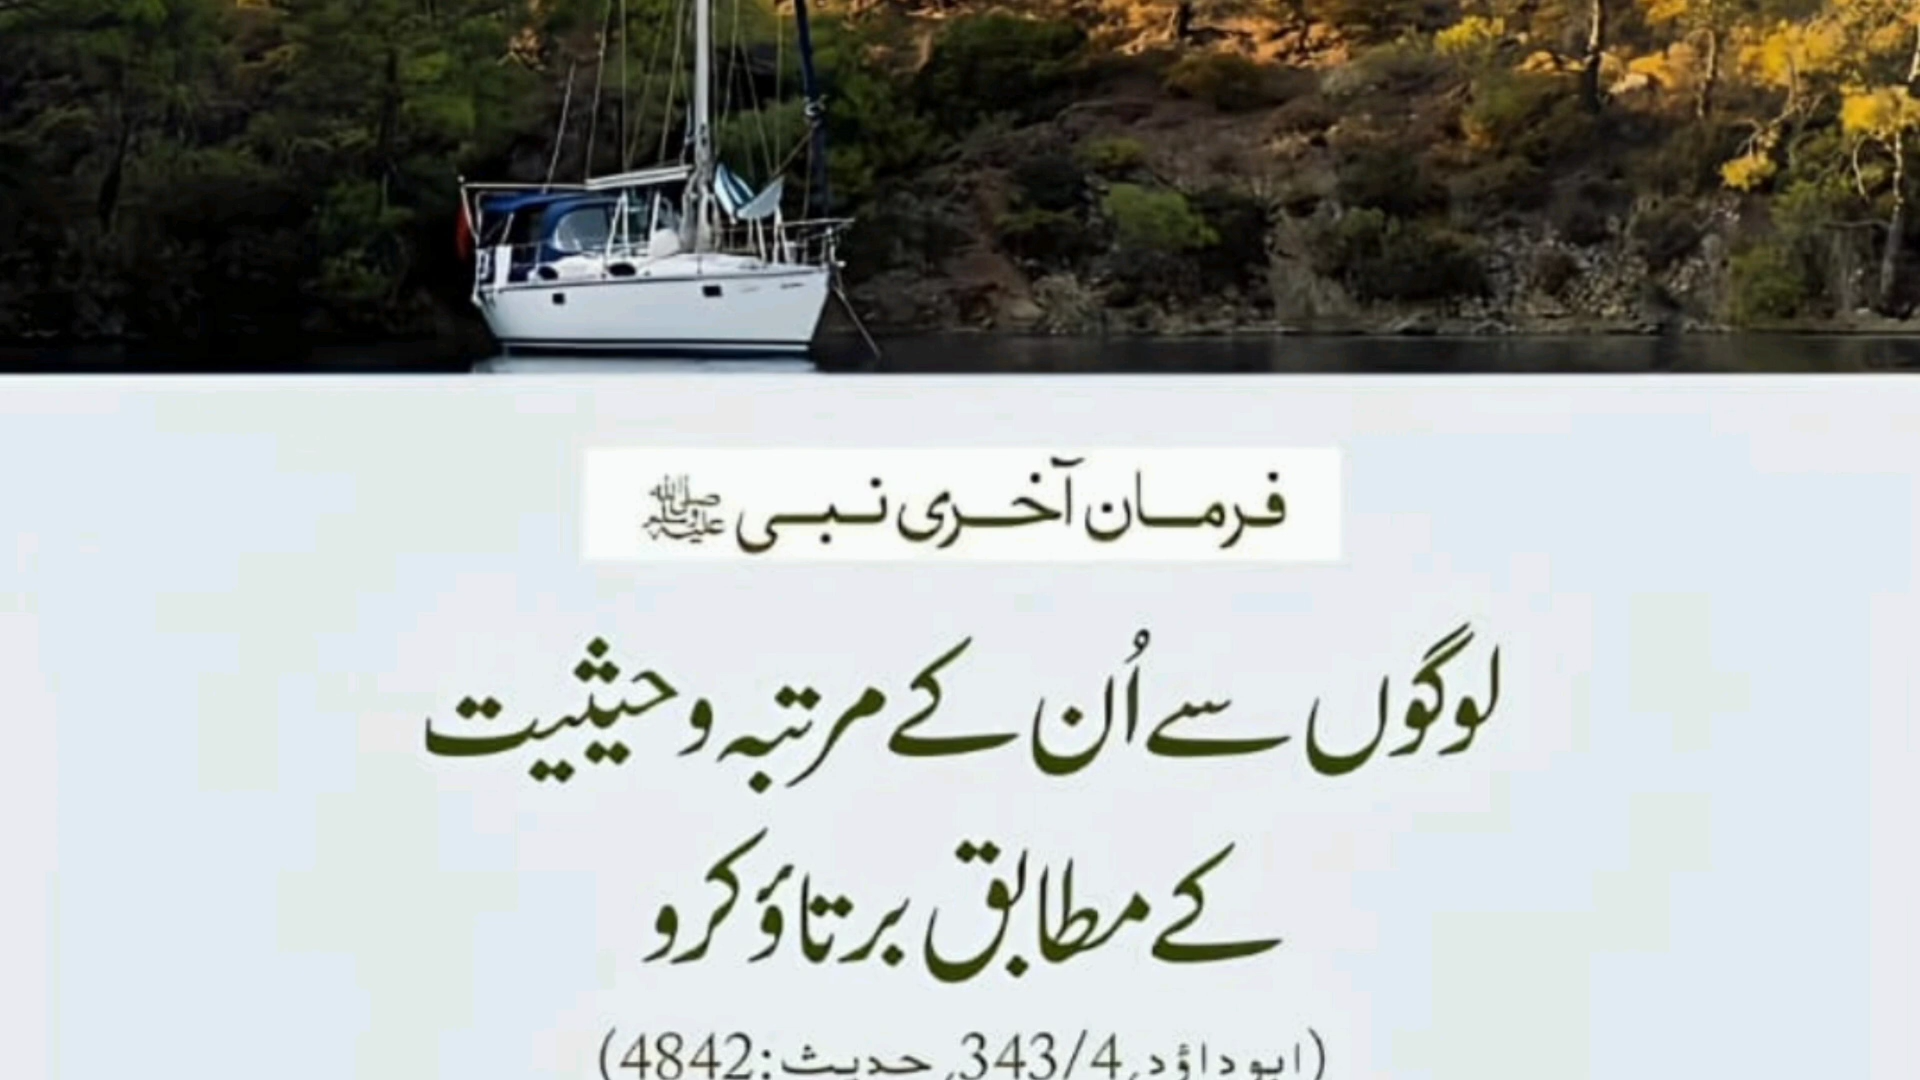 فرمان آخری نبی ﷺ
لوگوں سے اُن کے مرتبہ و حیثیت
کے مطابق برتاؤ کرو
(ابوداؤد، 343/4، حدیث:4842)